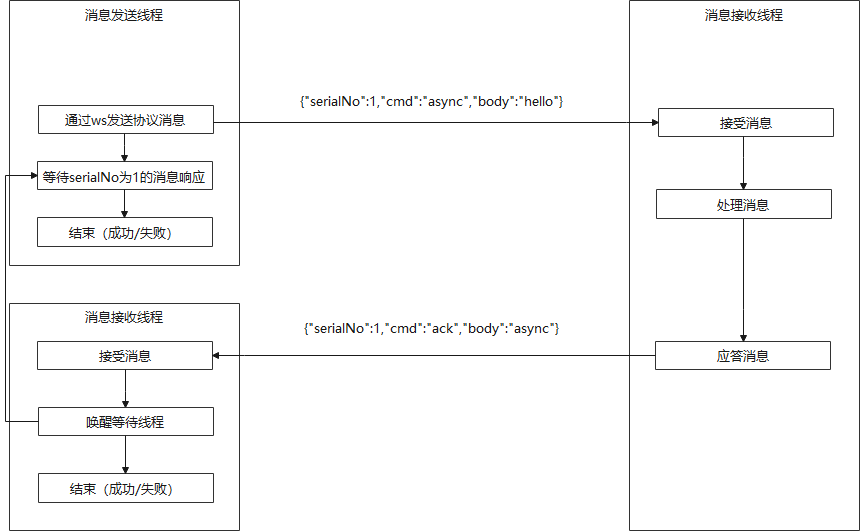 消息发送线程
通过ws发送协议消息
等待serialNo为1的消息响应
结束（成功/失败）
{"serialNo":1,"cmd":"async","body":"hello"}
消息接收线程
接受消息
处理消息
应答消息
{"serialNo":1,"cmd":"ack","body":"async"}
消息接收线程
接受消息
唤醒等待线程
结束（成功/失败）